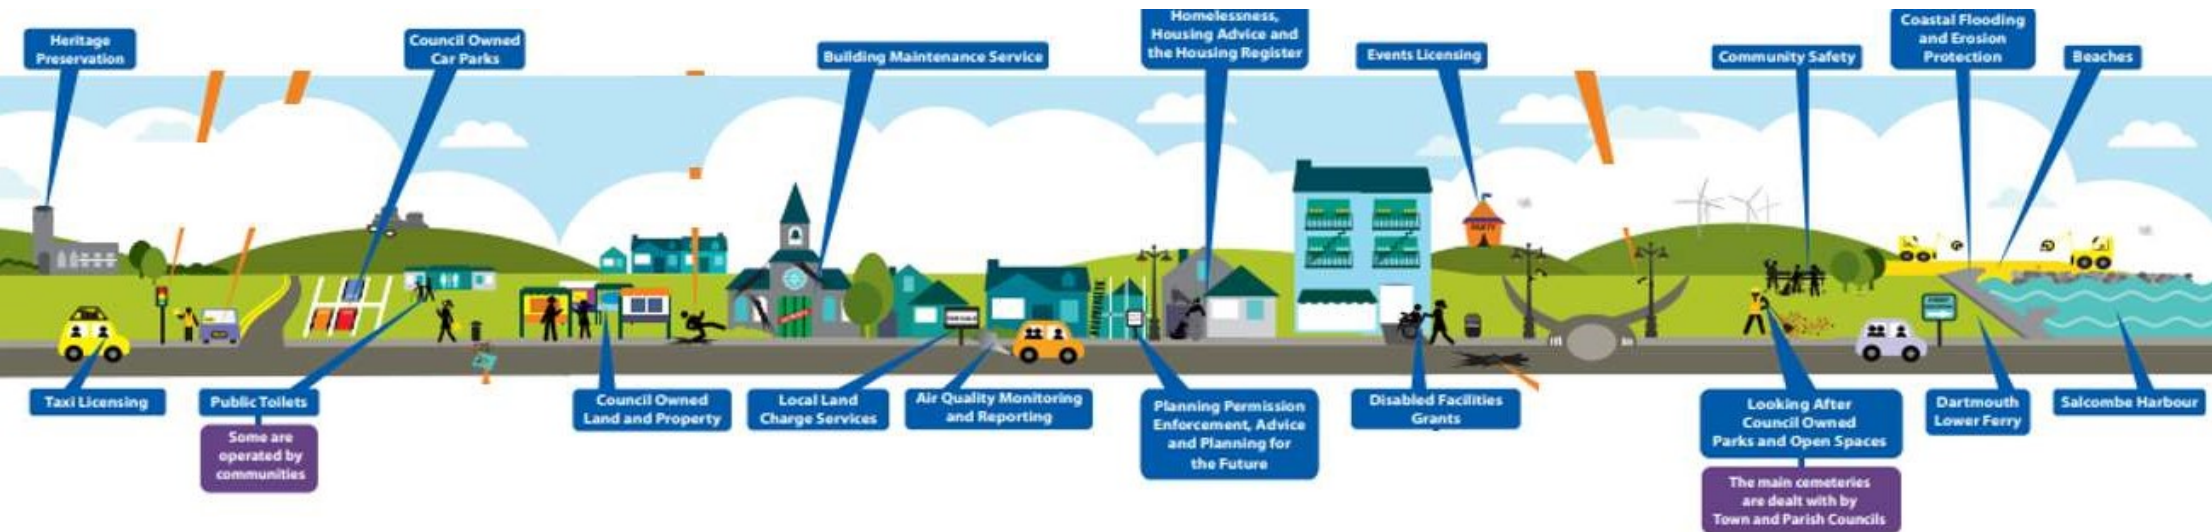 Heritage
Preservation
Council Owned
Car Parks
Building Maintenance Service
Homelessness,
Housing Advice and
the Housing Register
Events Licensing
Community Safety
Coastal Flooding
and Erosion
Protection
Beaches
PARTY
Taxi Licensing
Public Toilets
Some are
operated by
communities
Council Owned
Land and Property
Local Land
Charge Services
Air Quality Monitoring
and Reporting
Planning Permission
Enforcement, Advice
and Planning for
the Future
Disabled Facilities
Grants
Looking After
Council Owned
Parks and Open Spaces
The main cemeteries
are dealt with by
Town and Parish Councils
Dartmouth
Lower Ferry
Salcombe Harbour